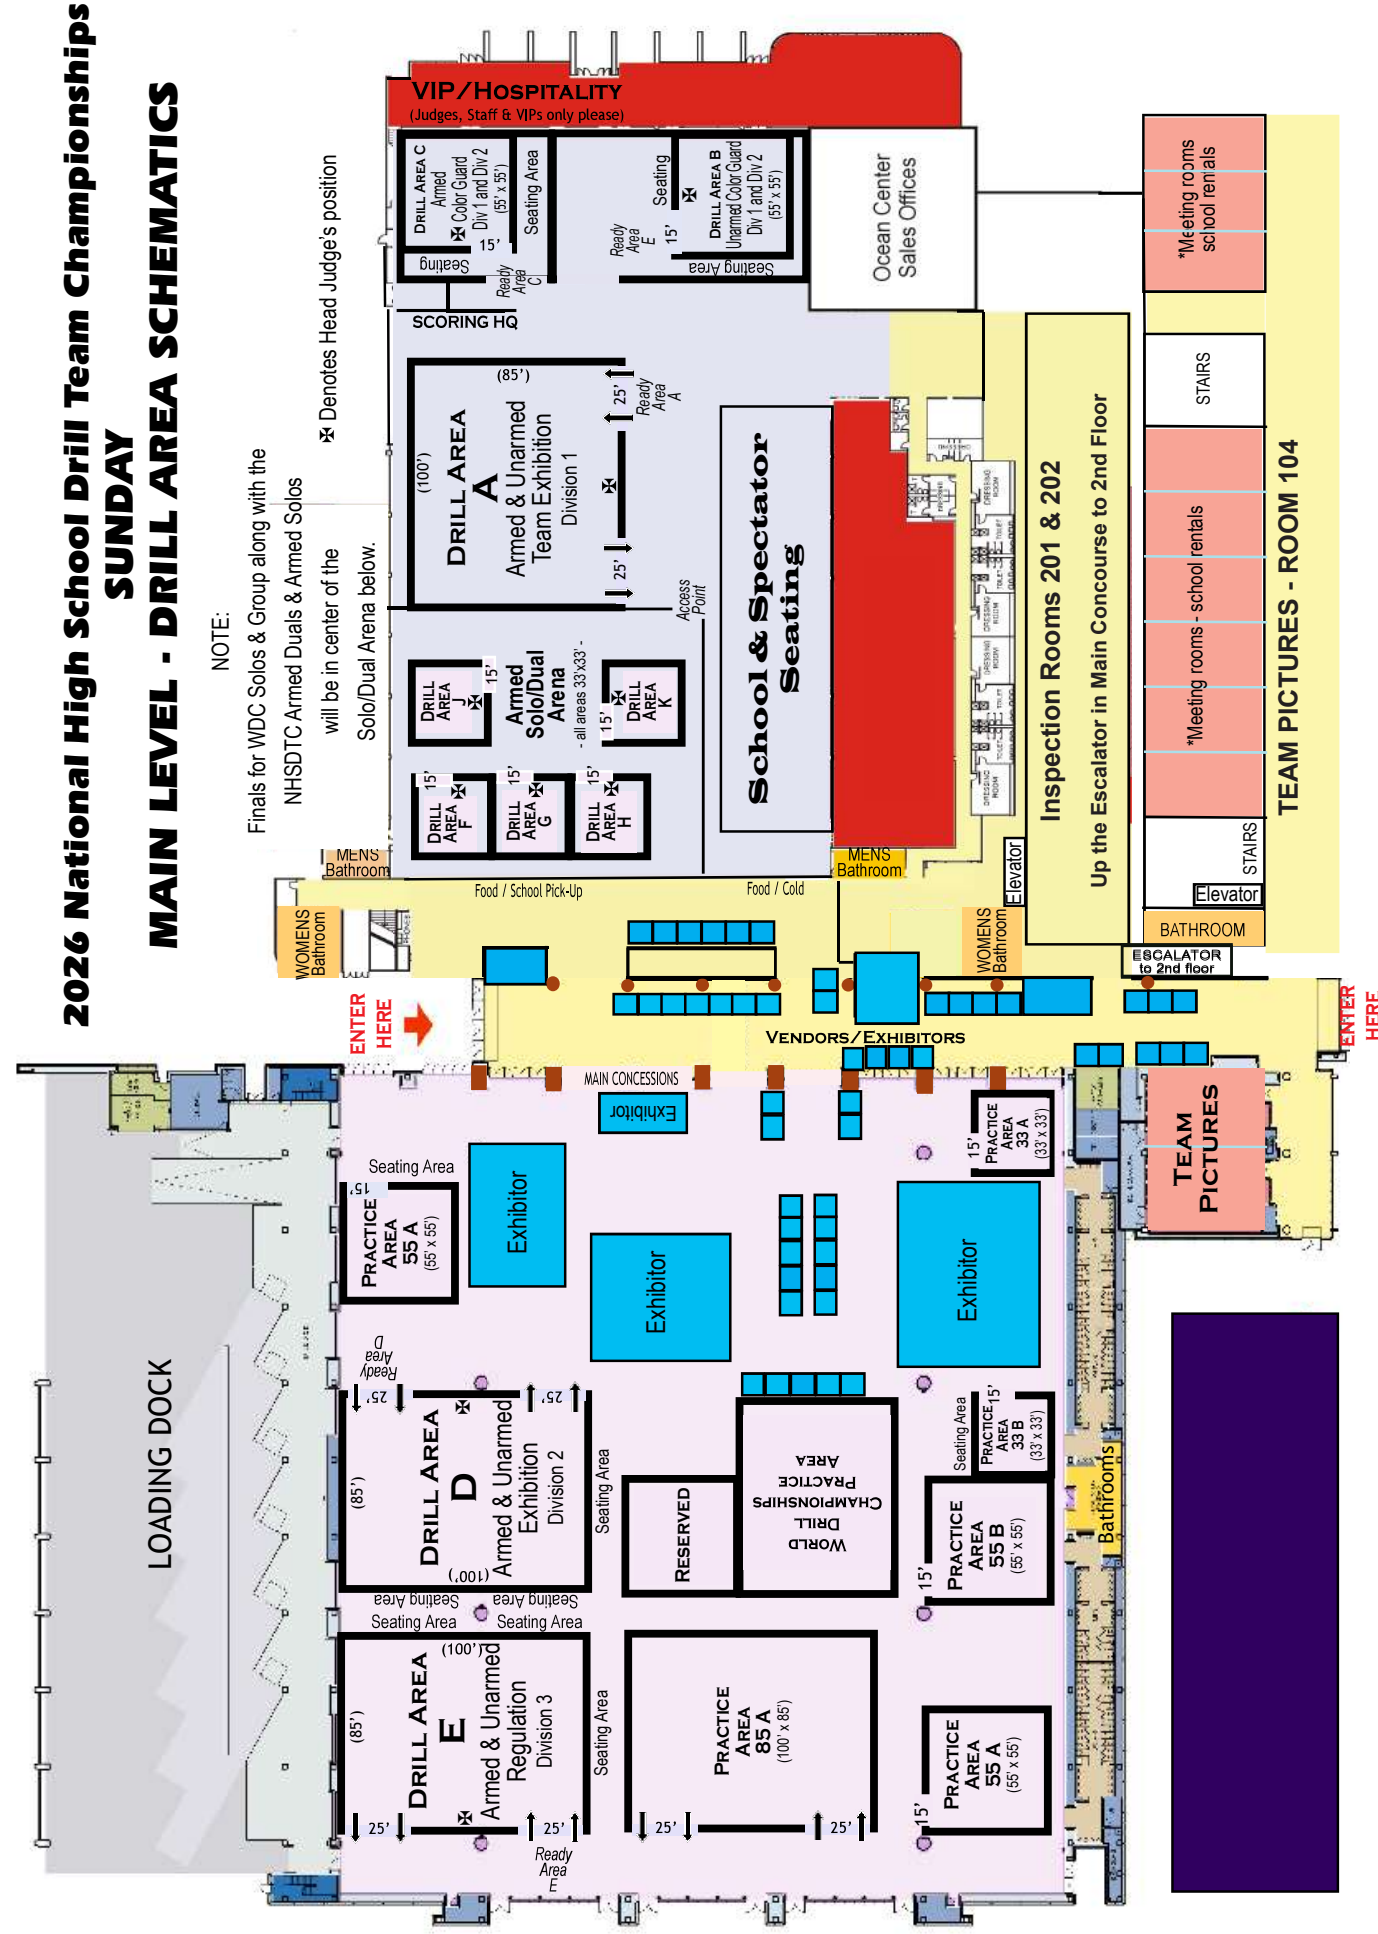 2026 National High School Drill Team Championships
SUNDAY
MAIN LEVEL - DRILL AREA SCHEMATICS
NOTE:
Finals for WDC Solos & Group along with the
NHSDTC Armed Duals & Armed Solos
will be in center of the
Solo/Dual Arena below.
✠ Denotes Head Judge's position
VIP/HOSPITALITY
(Judges, Staff & VIPs only please)
DRILL AREA C
Armed
✠ Color Guard
Div 1 and Div 2
(55' x 55')
15'
Seating Area
Seating
Ready
Area
C
Seating
Ready
Area
E
15'
✠
DRILL AREA B
Unarmed Color Guard
Div 1 and Div 2
(55' x 55')
Seating Area
Ocean Center
Sales Offices
SCORING HQ
(85')
(100')
DRILL AREA
A
Armed & Unarmed
Team Exhibition
Division 1
✠
25'
25'
Ready
Area
A
Access
Point
DRILL
AREA
J
✠
15'
Armed
Solo/Dual
Arena
- all areas 33'x33' -
15'
✠
DRILL
AREA
K
15'
DRILL
AREA
F
✠
15'
DRILL
AREA
G
✠
15'
DRILL
AREA
H
✠
School & Spectator
Seating
DRESSING
ROOM
TOILET
DRESSING
ROOM
DRESSING
ROOM
TOILET
DRESSING
ROOM
Inspection Rooms 201 & 202
Up the Escalator in Main Concourse to 2nd Floor
*Meeting rooms
school rentals
STAIRS
*Meeting rooms - school rentals
STAIRS
Elevator
BATHROOM
TEAM PICTURES - ROOM 104
MENS
Bathroom
WOMENS
Bathroom
Food / School Pick-Up
Food / Cold
MENS
Bathroom
Elevator
WOMENS
Bathroom
ESCALATOR
to 2nd floor
ENTER
HERE
ENTER
HERE
VENDORS/EXHIBITORS
MAIN CONCESSIONS
Exhibitor
Exhibitor
Exhibitor
Exhibitor
15'
PRACTICE
AREA
33 A
(33' x 33')
TEAM
PICTURES
Seating Area
15'
PRACTICE
AREA
55 A
(55' x 55')
LOADING DOCK
Ready
Area
D
25'
25'
(85')
DRILL AREA
D
✠
Armed & Unarmed
Exhibition
Division 2
(100')
Seating Area
Seating Area
Seating Area
Seating Area
Seating Area
RESERVED
WORLD
DRILL
CHAMPIONSHIPS
PRACTICE
AREA
Seating Area
15'
PRACTICE
AREA
33 B
(33' x 33')
15'
PRACTICE
AREA
55 B
(55' x 55')
Bathrooms
(85')
(100')
DRILL AREA
E
✠
Armed & Unarmed
Regulation
Division 3
25'
25'
Ready
Area
E
Seating Area
PRACTICE
AREA
85 A
(100' x 85')
25'
25'
15'
PRACTICE
AREA
55 A
(55' x 55')